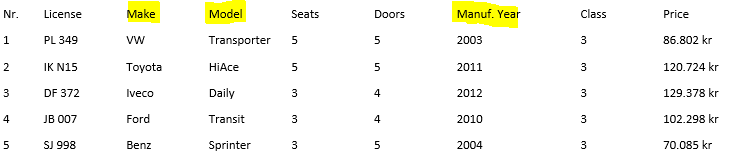 Nr. License Make Model Seats Doors Manuf. Year Class Price
1 PL 349 VW Transporter 5 5 2003 3 86.802 kr
2 IK N15 Toyota HiAce 5 5 2011 3 120.724 kr
3 DF 372 Iveco Daily 3 4 2012 3 129.378 kr
4 JB 007 Ford Transit 3 4 2010 3 102.298 kr
5 SJ 998 Benz Sprinter 3 5 2004 3 70.085 kr